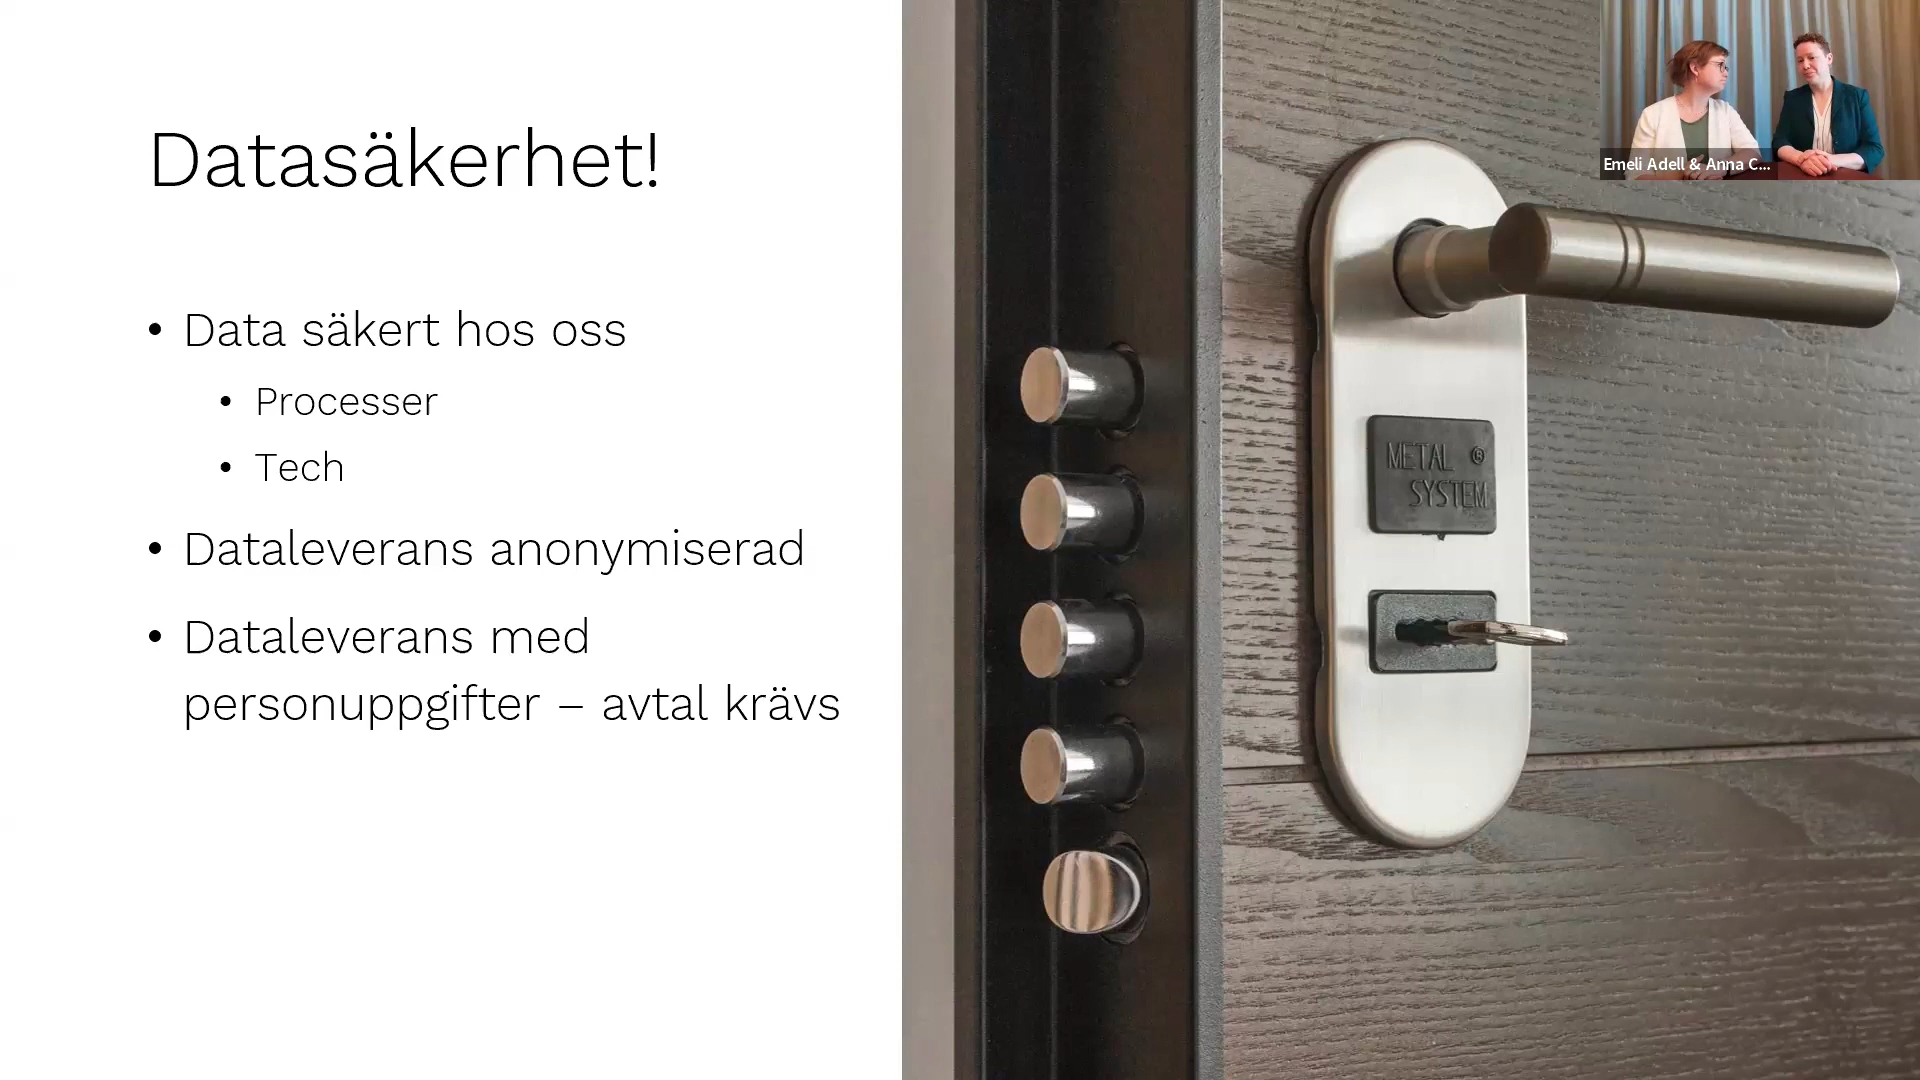 Datasäkerhet!
• Data säkert hos oss
• Processer
• Tech
• Dataleverans anonymiserad
• Dataleverans med
personuppgifter – avtal krävs
METAL ®
SYSTEM
Emeli Adell & Anna C...